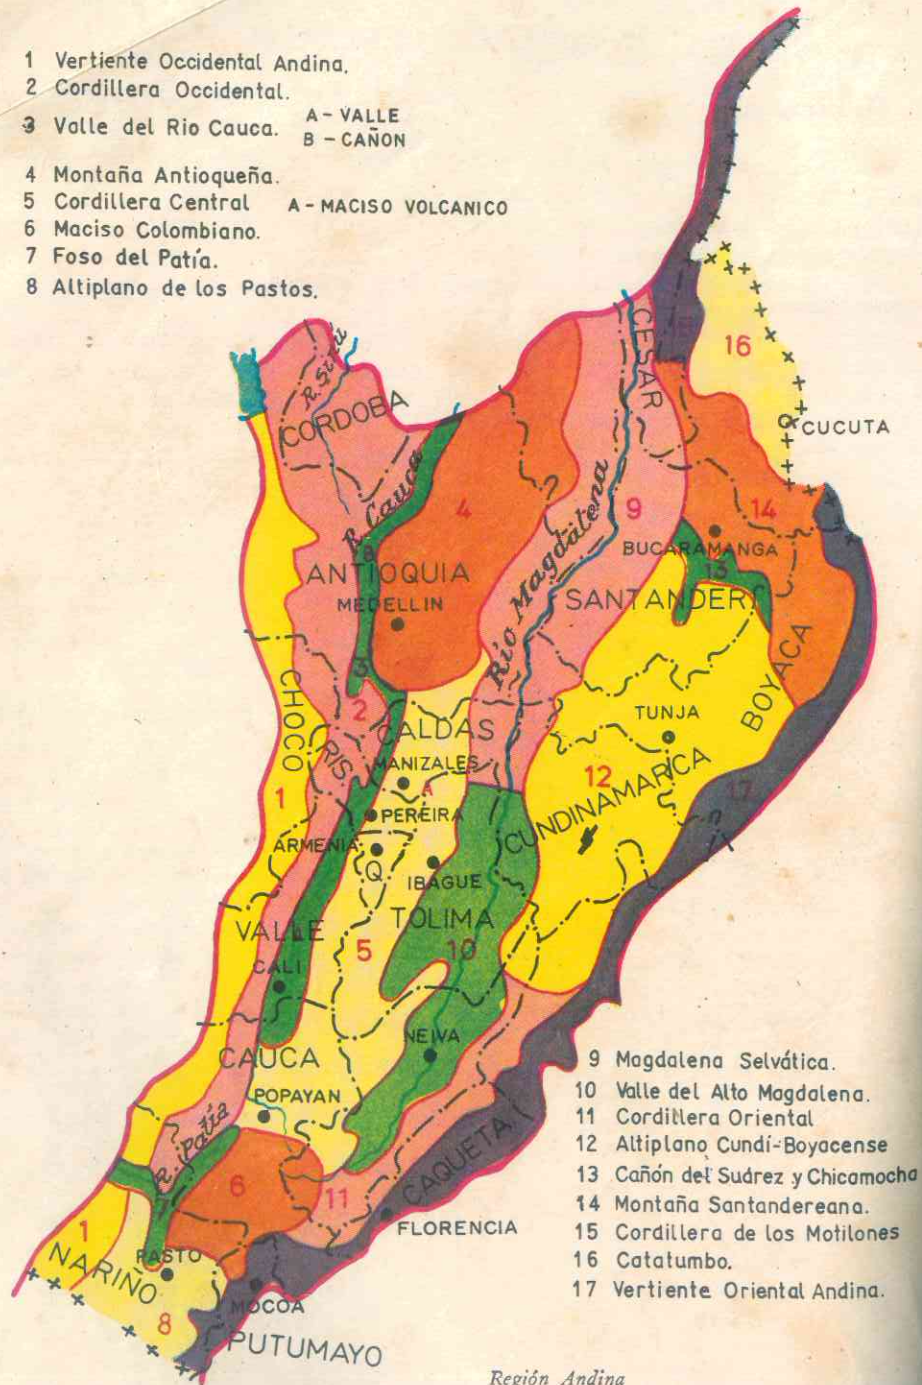 1 Vertiente Occidental Andina.
2 Cordillera Occidental.
3 Valle del Rio Cauca. A - VALLE
B - CAÑON
4 Montaña Antioqueña.
5 Cordillera Central A - MACISO VOLCANICO
6 Maciso Colombiano.
7 Foso del Patía.
8 Altiplano de los Pastos.
R. Sinú
CORDOBA
CESAR
15
16
CUCUTA
R. Cauca
B
4
Río Magdalena
9
14
BUCARAMANGA
13
ANTIOQUIA
MEDELLIN
SANTANDER
BOYACA
3
CHOCO
2
RIS.
CALDAS
TUNJA
MANIZALES
A
12
CUNDINAMARCA
17
1
PEREIRA
ARMENIA
Q
IBAGUE
VALLE
A
TOLIMA
5
10
CALI
CAUCA
NEIVA
POPAYAN
R. Patía
6
11
CAQUETA
FLORENCIA
1
NARIÑO
PASTO
8
MOCOA
PUTUMAYO
9 Magdalena Selvática.
10 Valle del Alto Magdalena.
11 Cordillera Oriental
12 Altiplano Cundí-Boyacense
13 Cañón del Suárez y Chicamocha
14 Montaña Santandereana.
15 Cordillera de los Motilones
16 Catatumbo.
17 Vertiente Oriental Andina.
Región Andina